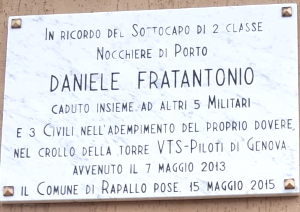 In ricordo del Sottocapo di 2 classe
Nocchiere di Porto
DANIELE FRATANTONIO
caduto insieme ad altri 5 Militari
e 3 Civili nell'adempimento del proprio dovere
nel crollo della torre VTS-Piloti di Genova
avvenuto il 7 maggio 2013
Il Comune di Rapallo pose 15 maggio 2015